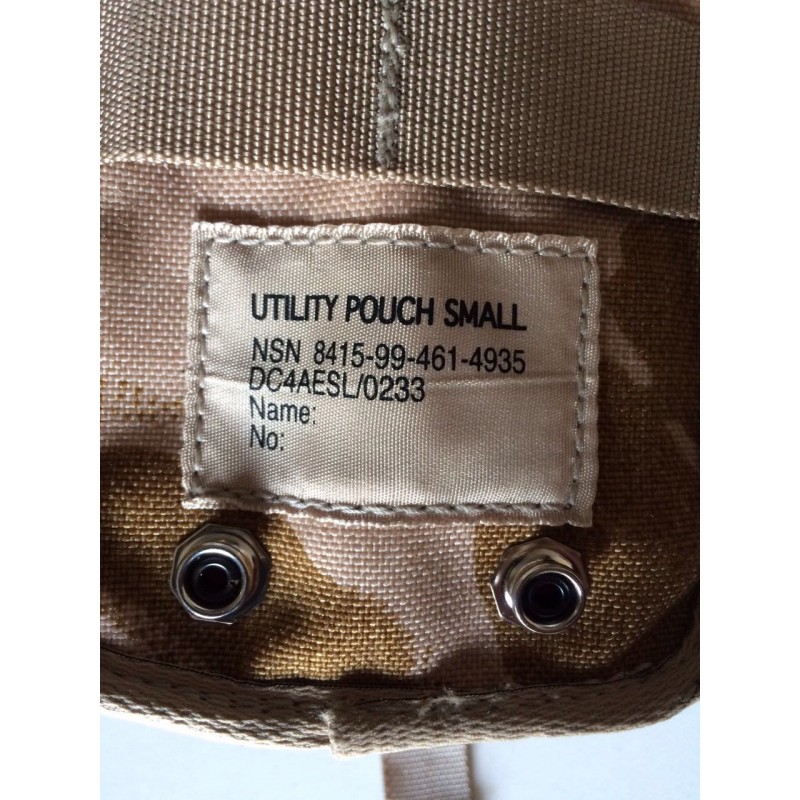 UTILITY POUCH SMALL
NSN 8415-99-461-4935
DC4AESL/0233
Name:
No: